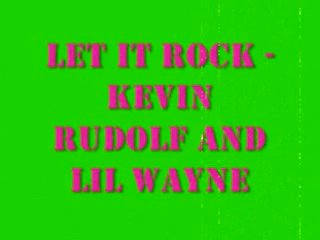 LET IT ROCK -
KEVIN
RUDOLF AND
LIL WAYNE